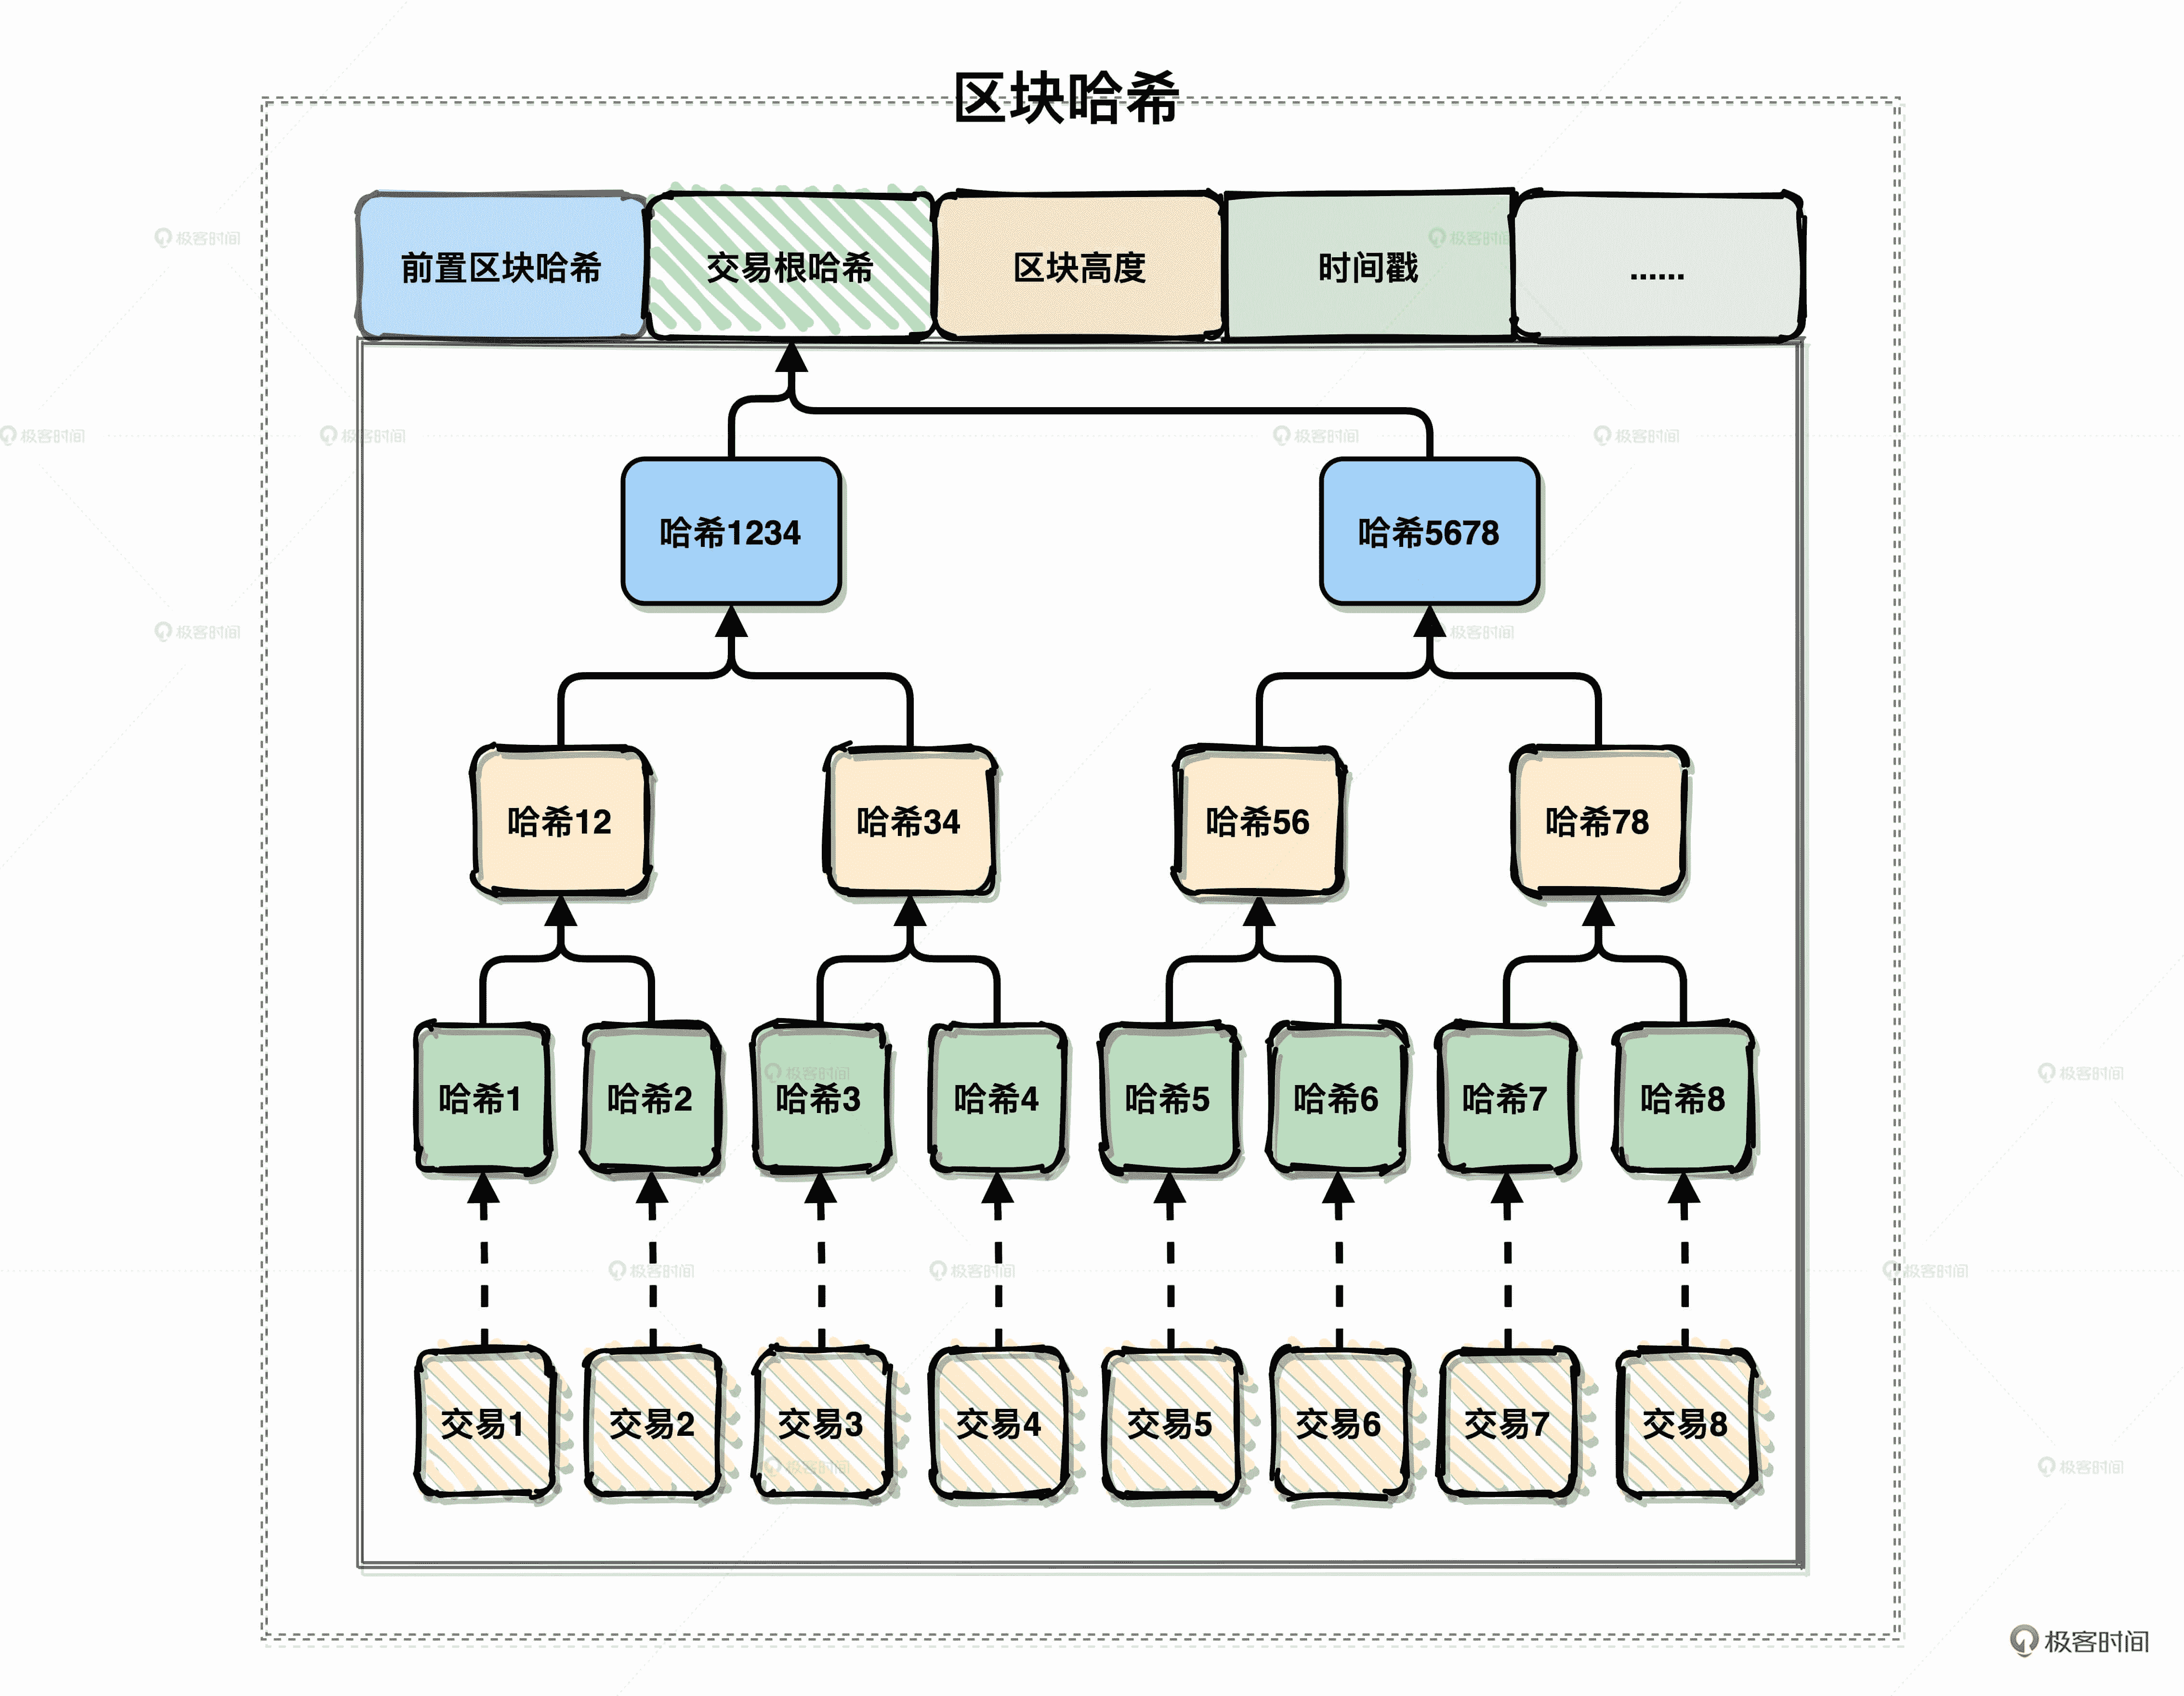 区块哈希
前置区块哈希 交易根哈希 区块高度 时间戳 ......
哈希1234 哈希5678
哈希12 哈希34 哈希56 哈希78
哈希1 哈希2 哈希3 哈希4 哈希5 哈希6 哈希7 哈希8
交易1 交易2 交易3 交易4 交易5 交易6 交易7 交易8
极客时间